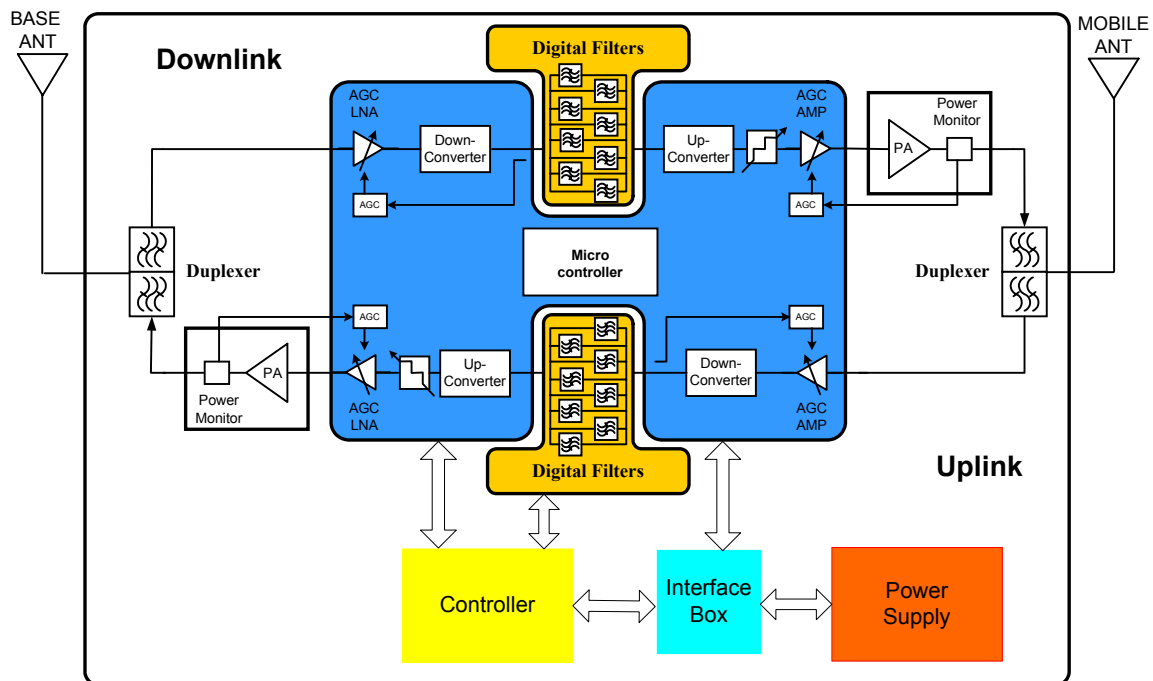 BASE
ANT
MOBILE
ANT
Downlink
Digital Filters
AGC
LNA
Down-
Converter
AGC
Up-
Converter
AGC
AMP
AGC
PA
Power
Monitor
Duplexer
Micro
controller
Duplexer
AGC
AGC
PA
Power
Monitor
AGC
LNA
Up-
Converter
Down-
Converter
AGC
AMP
Digital Filters
Uplink
Controller
Interface
Box
Power
Supply